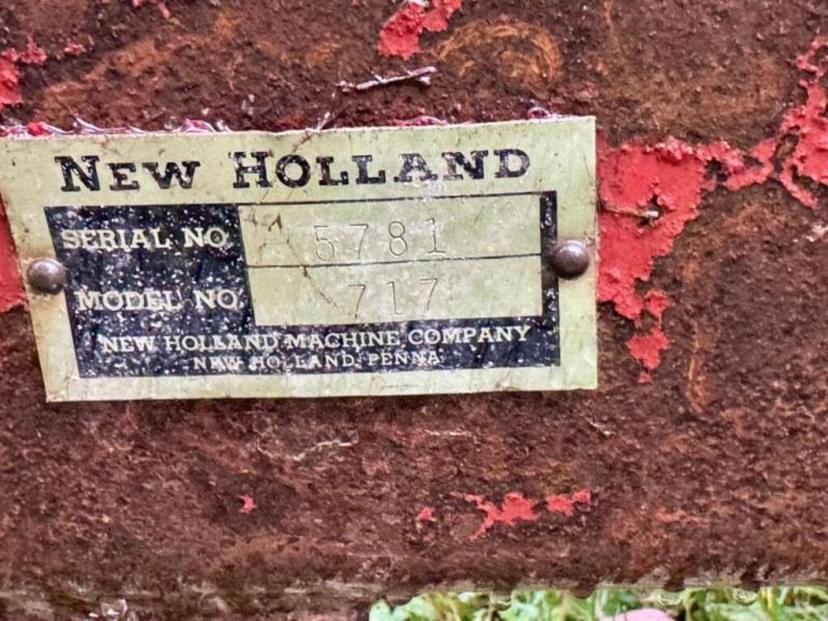 NEW HOLLAND
SERIAL NO. 5781
MODEL NO. 717
NEW HOLLAND MACHINE COMPANY
NEW HOLLAND, PENNA.